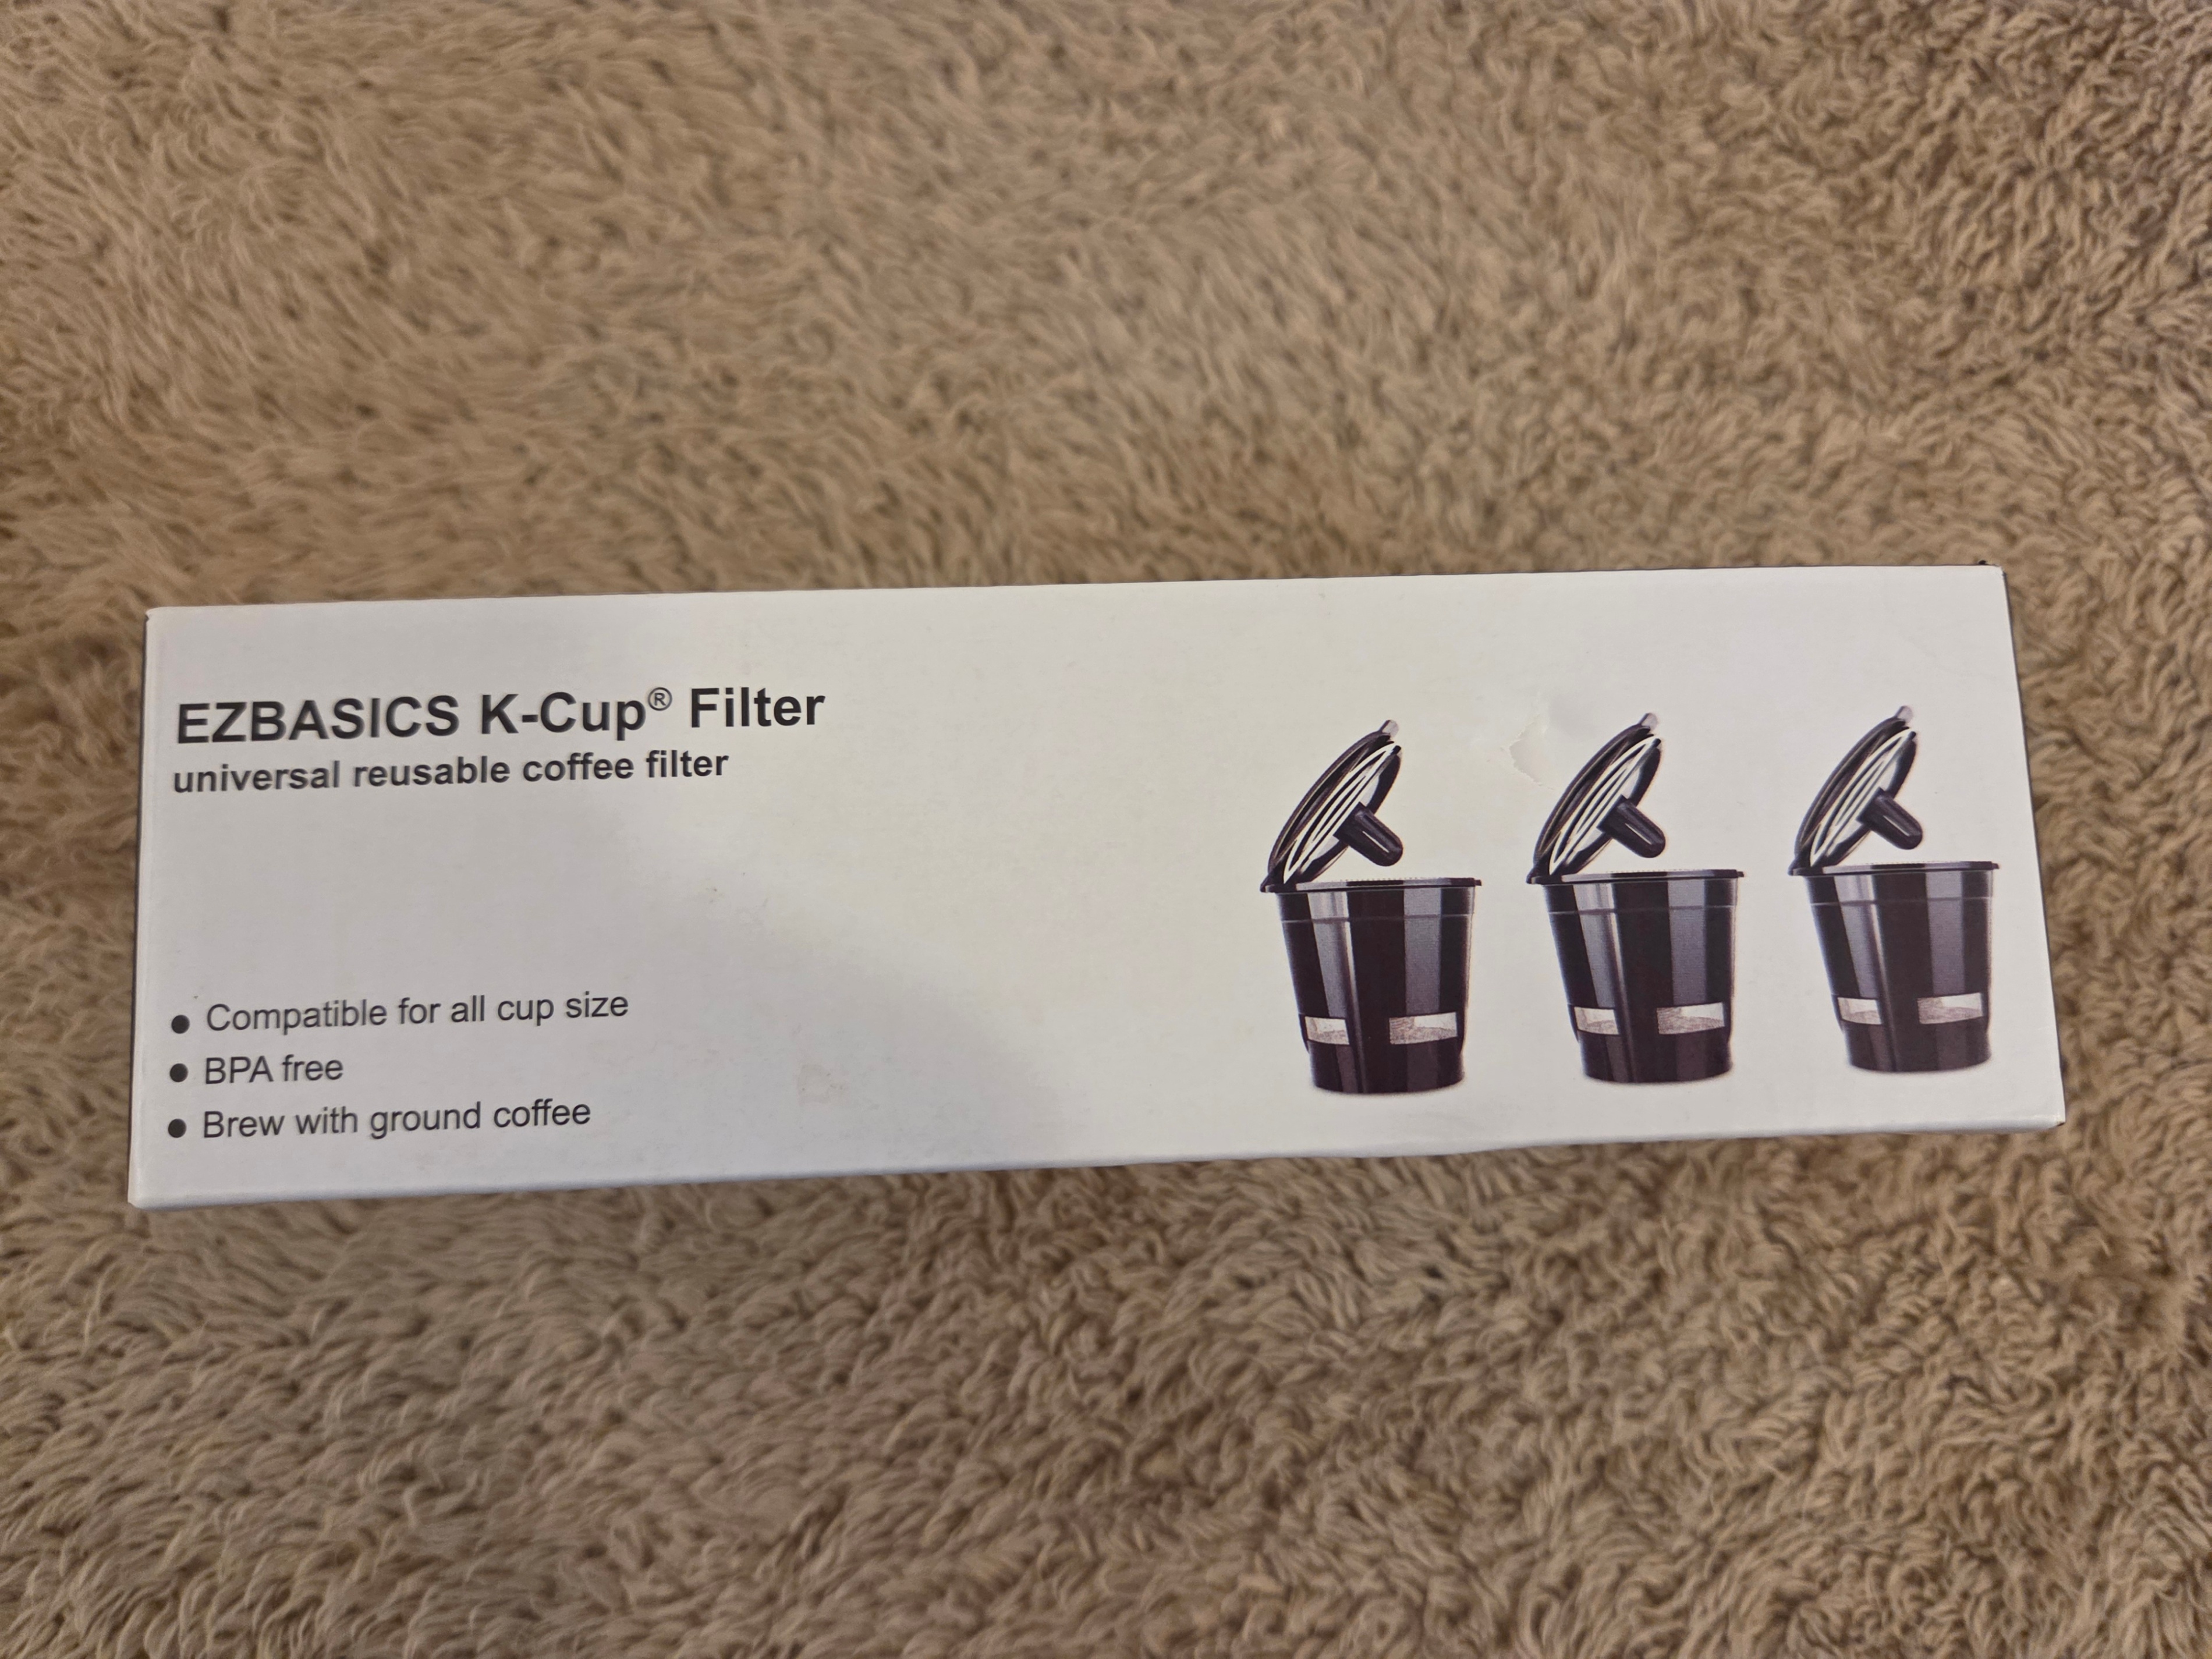 EZBASICS K-Cup® Filter
universal reusable coffee filter
● Compatible for all cup size
● BPA free
● Brew with ground coffee